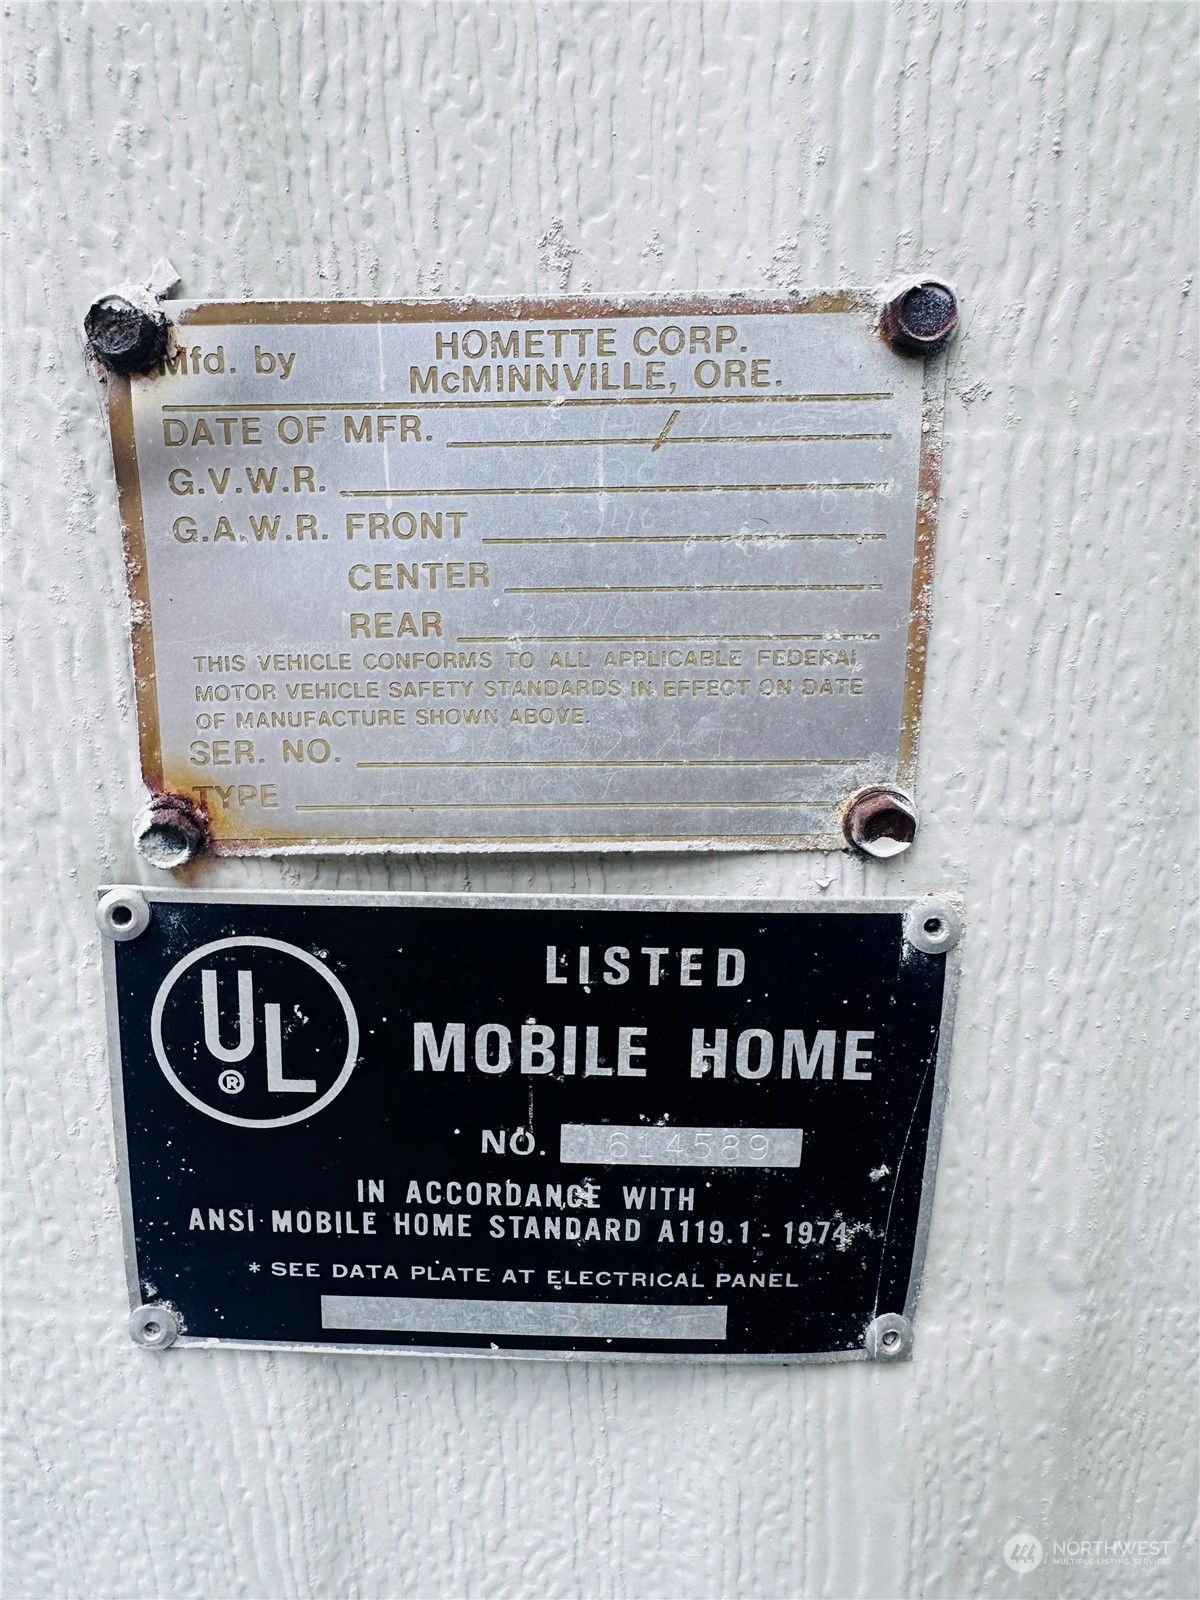 Mfd. by HOMETTE CORP.
McMINNVILLE, ORE.
DATE OF MFR. /
G.V.W.R.
G.A.W.R. FRONT
CENTER
REAR
THIS VEHICLE CONFORMS TO ALL APPLICABLE FEDERAL
MOTOR VEHICLE SAFETY STANDARDS IN EFFECT ON DATE
OF MANUFACTURE SHOWN ABOVE.
SER. NO.
TYPE
UL ®
LISTED
MOBILE HOME
NO. 614589
IN ACCORDANCE WITH
ANSI MOBILE HOME STANDARD A119.1 - 1974*
* SEE DATA PLATE AT ELECTRICAL PANEL
NORTHWEST
MULTIPLE LISTING SERVICE